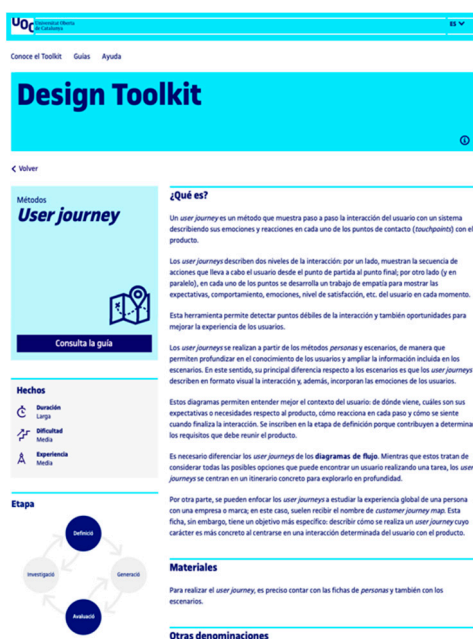 UOC Universitat Oberta
de Catalunya
ES
Conoce el Toolkit Guías Ayuda
Design Toolkit
Volver
Métodos
User journey
Consulta la guía
Hechos
Duración
Larga
Dificultad
Media
Experiencia
Media
Etapa
Definició
Investigació
Generació
Avaluació
¿Qué es?
Un user journey es un método que muestra paso a paso la interacción del usuario con un sistema
describiendo sus emociones y reacciones en cada uno de los puntos de contacto (touchpoints) con el
producto.
Los user journeys describen dos niveles de la interacción: por un lado, muestran la secuencia de
acciones que lleva a cabo el usuario desde el punto de partida al punto final; por otro lado (y en
paralelo), en cada uno de los puntos se desarrolla un trabajo de empatía para mostrar las
expectativas, comportamiento, emociones, nivel de satisfacción, etc. del usuario en cada momento.
Esta herramienta permite detectar puntos débiles de la interacción y también oportunidades para
mejorar la experiencia de los usuarios.
Los user journeys se realizan a partir de los métodos personas y escenarios, de manera que
permiten profundizar en el conocimiento de los usuarios y ampliar la información incluida en los
escenarios. En este sentido, su principal diferencia respecto a los escenarios es que los user journeys
describen en formato visual la interacción y, además, incorporan las emociones de los usuarios.
Estos diagramas permiten entender mejor el contexto del usuario: de dónde viene, cuáles son sus
expectativas o necesidades respecto al producto, cómo reacciona en cada paso y cómo se siente
cuando finaliza la interacción. Se inscriben en la etapa de definición porque contribuyen a determina
los requisitos que debe reunir el producto.
Es necesario diferenciar los user journeys de los diagramas de flujo. Mientras que estos tratan de
considerar todas las posibles opciones que puede encontrar un usuario realizando una tarea, los user
journeys se centran en un itinerario concreto para explorarlo en profundidad.
Por otra parte, se pueden enfocar los user journeys a estudiar la experiencia global de una persona
con una empresa o marca; en este caso, suelen recibir el nombre de customer journey map. Esta
ficha, sin embargo, tiene un objetivo más específico: describir cómo se realiza un user journey cuyo
carácter es más concreto al centrarse en una interacción determinada del usuario con el producto.
Materiales
Para realizar el user journey, es preciso contar con las fichas de personas y también con los
escenarios.
Otras denominaciones